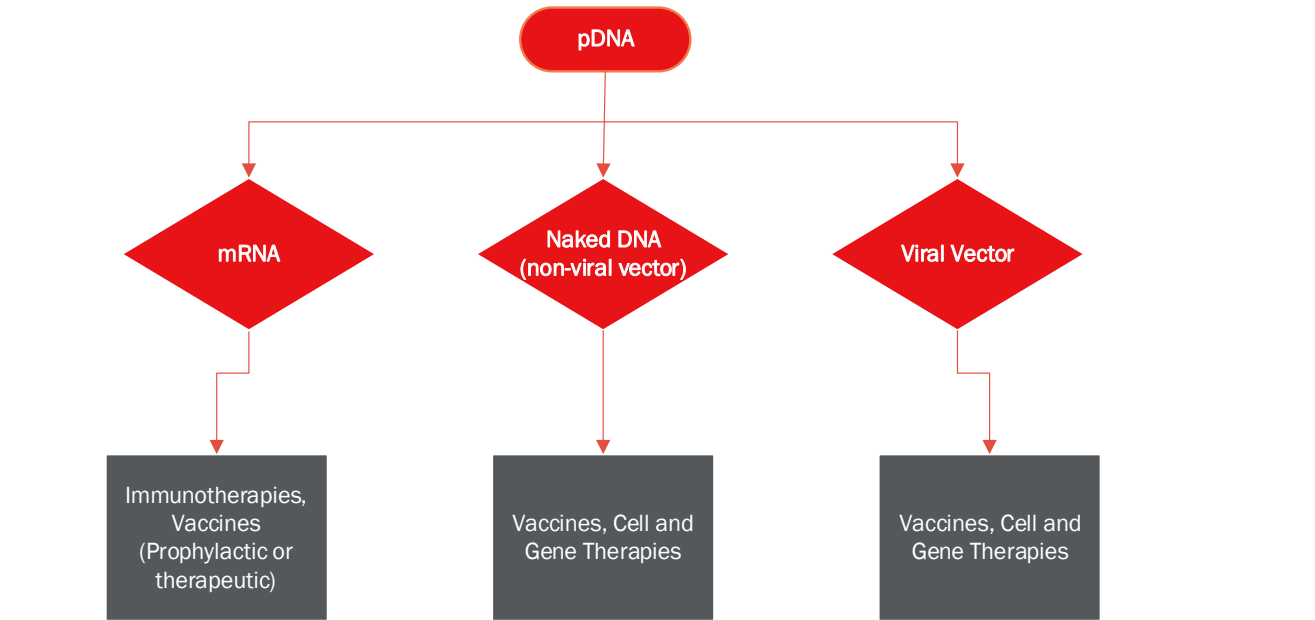 pDNA
mRNA
Naked DNA
(non-viral vector)
Viral Vector
Immunotherapies,
Vaccines
(Prophylactic or
therapeutic)
Vaccines, Cell and
Gene Therapies
Vaccines, Cell and
Gene Therapies